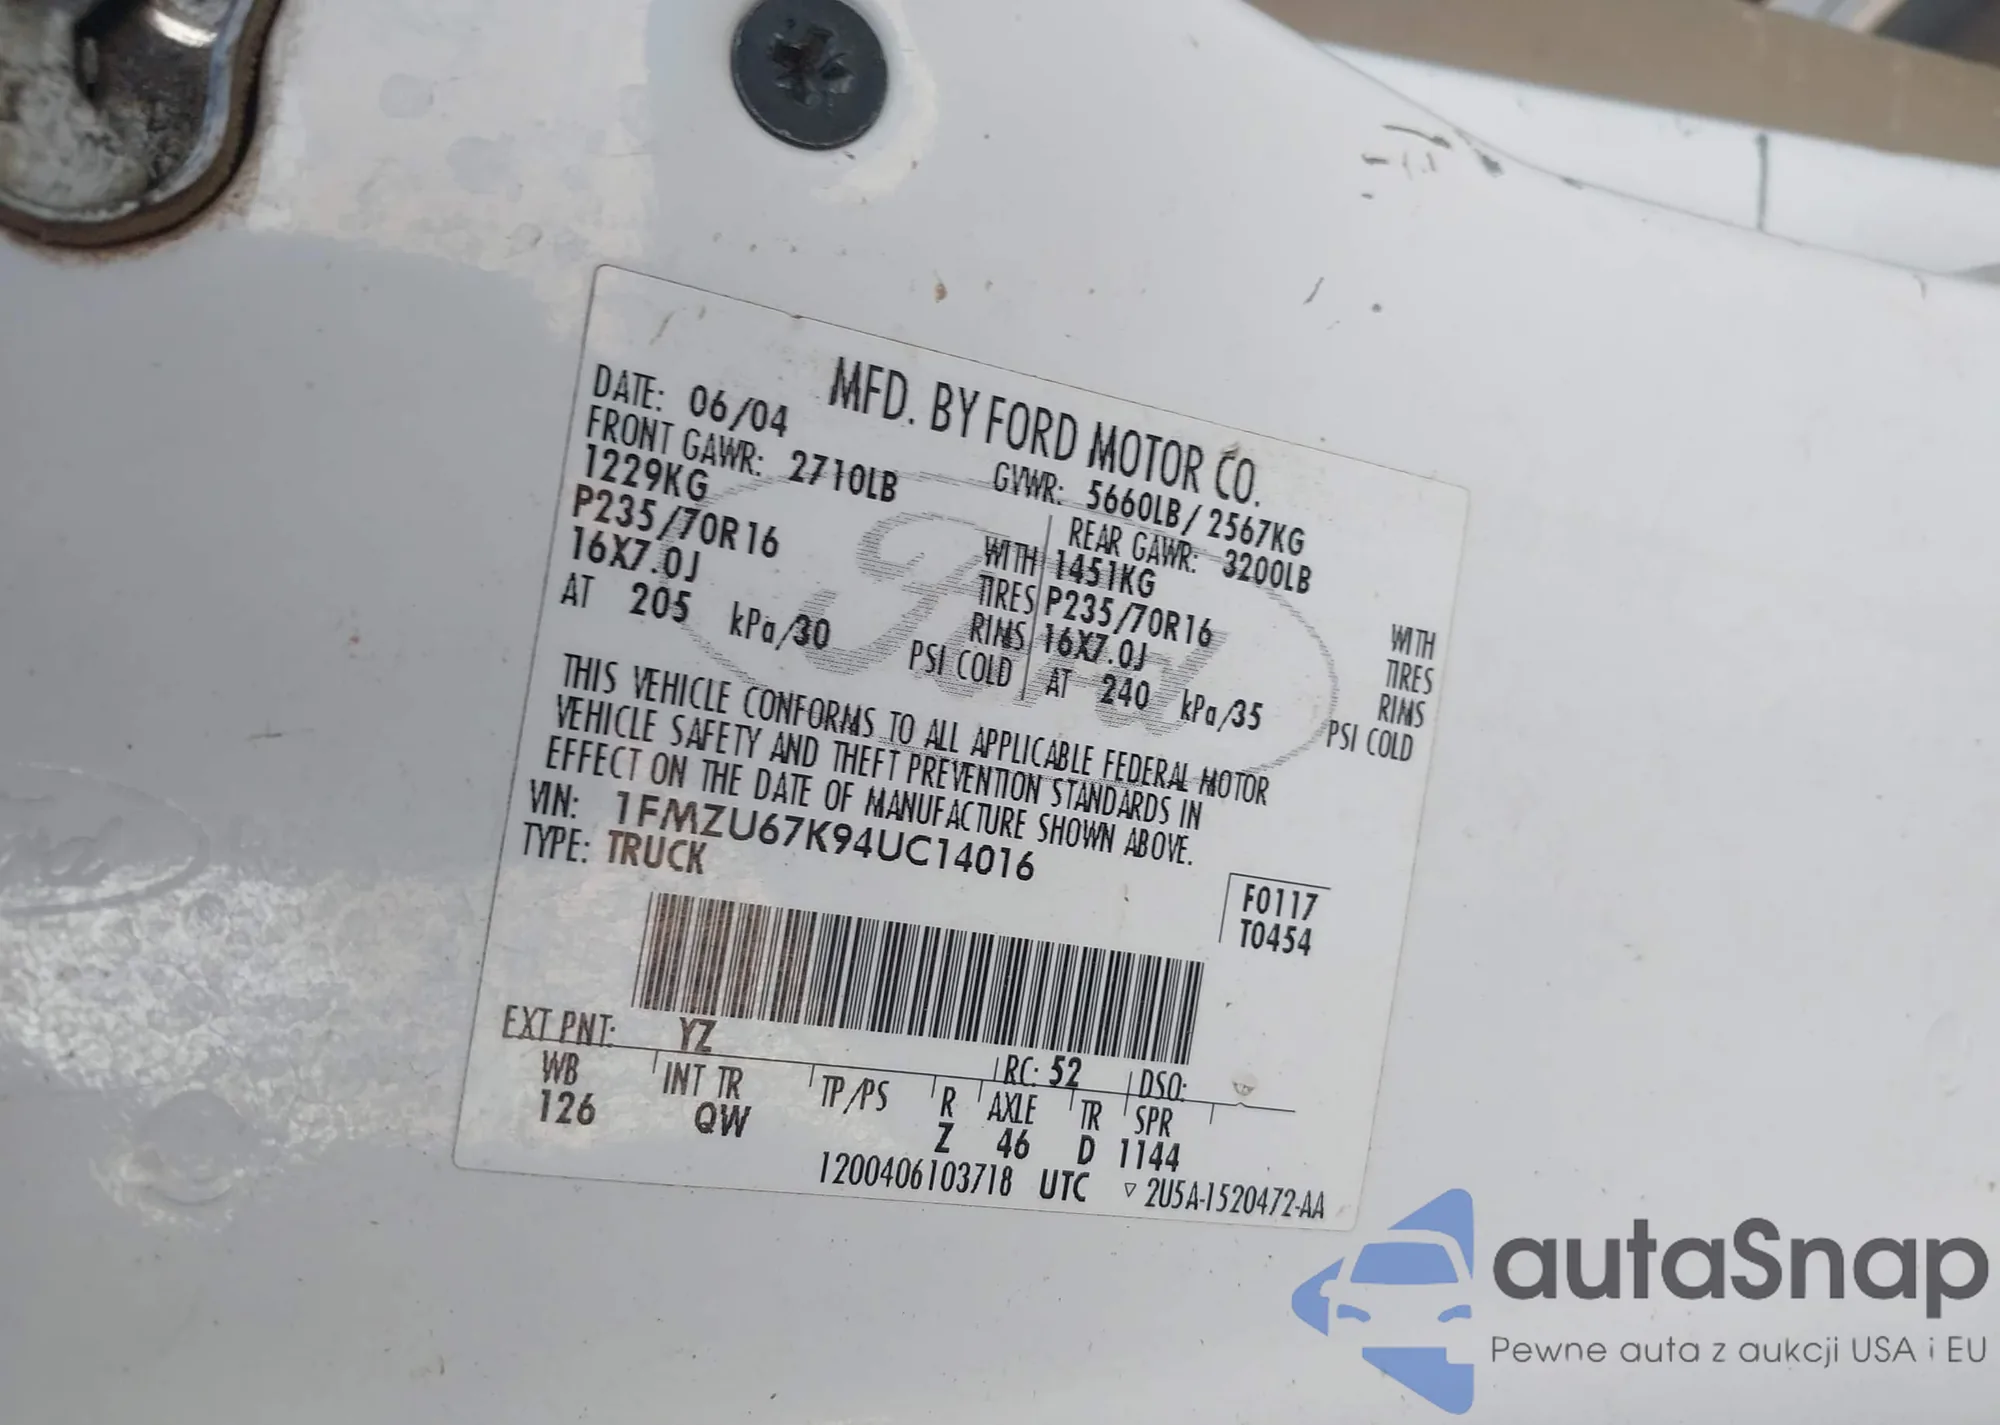 MFD. BY FORD MOTOR CO.
DATE: 06/04 GVWR: 5660LB / 2567KG
FRONT GAWR: 2710LB REAR GAWR: 3200LB
1229KG WITH 1451KG WITH
P235/70R16 TIRES P235/70R16 TIRES
16X7.0J RIMS 16X7.0J RIMS
AT 205 kPa/30 PSI COLD AT 240 kPa/35 PSI COLD
THIS VEHICLE CONFORMS TO ALL APPLICABLE FEDERAL MOTOR
VEHICLE SAFETY AND THEFT PREVENTION STANDARDS IN
EFFECT ON THE DATE OF MANUFACTURE SHOWN ABOVE.
VIN: 1FMZU67K94UC14016
TYPE: TRUCK
F0117
T0454
EXT PNT: YZ RC: 52 DSO:
WB INT TR TP/PS R AXLE TR SPR
126 QW Z 46 D 1144
1200406103718 UTC ▽ 2U5A-1520472-AA
Ford
autaSnap
Pewne auta z aukcji USA i EU